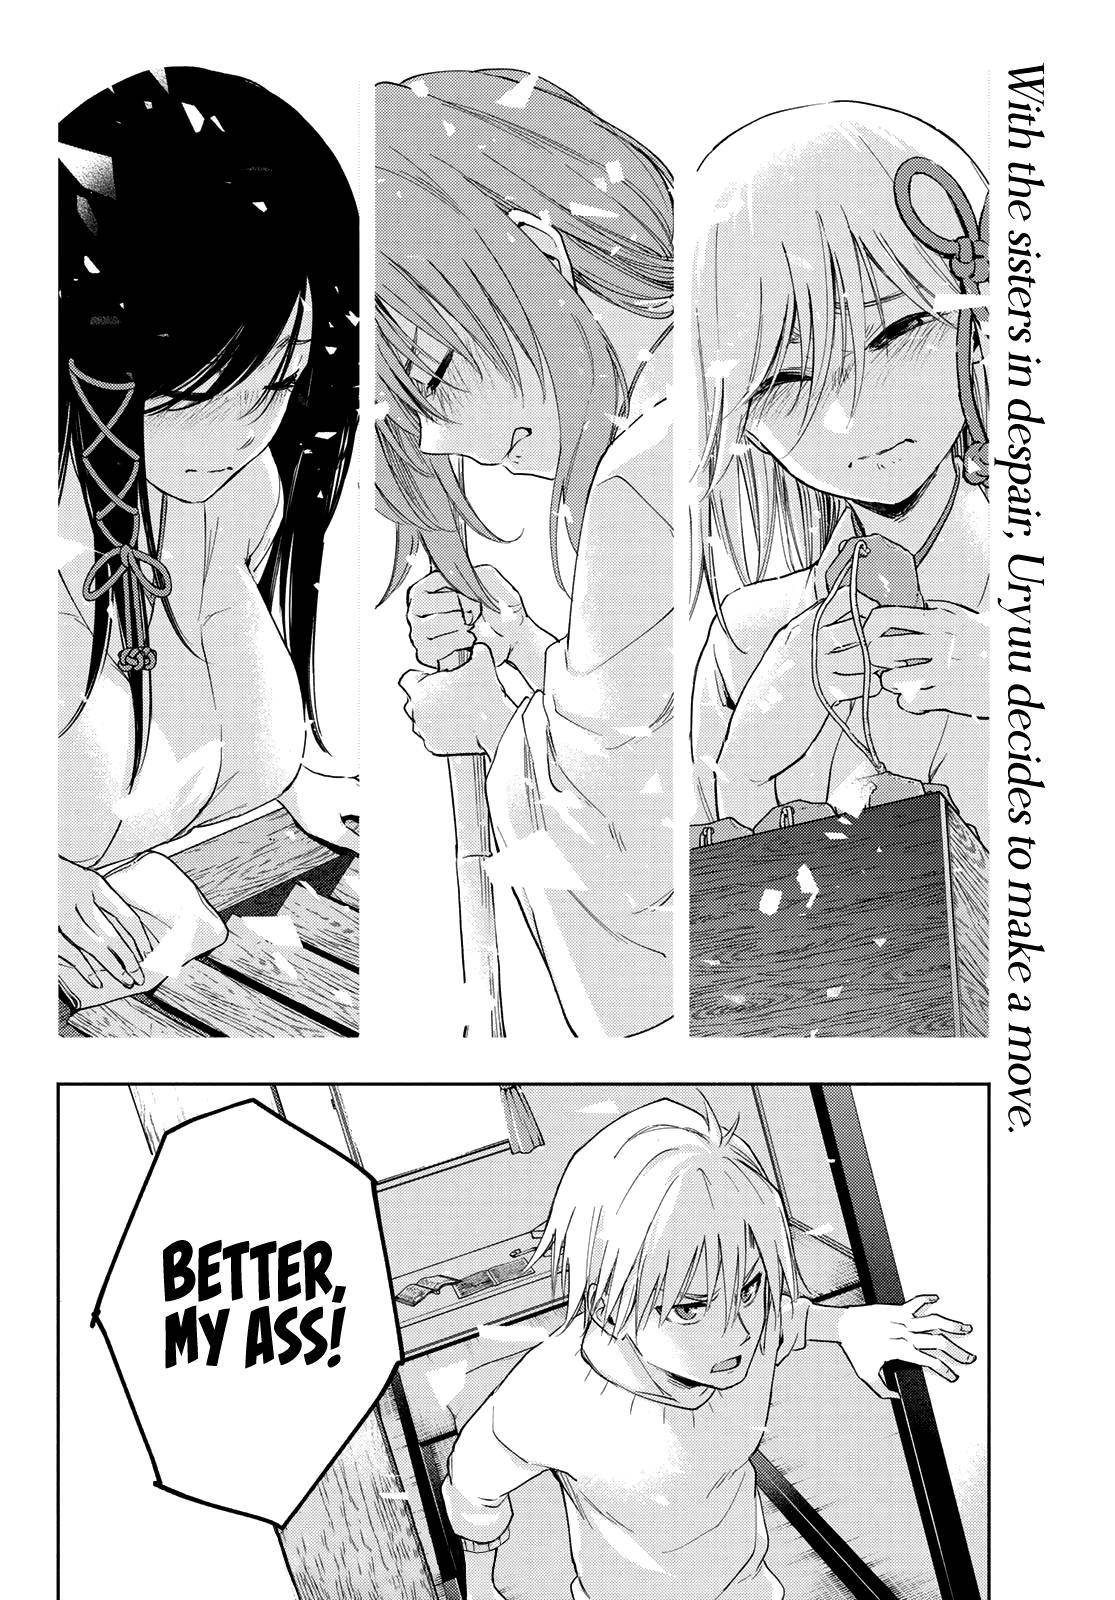 With the sisters in despair, Uryuu decides to make a move.
BETTER,
MY ASS!